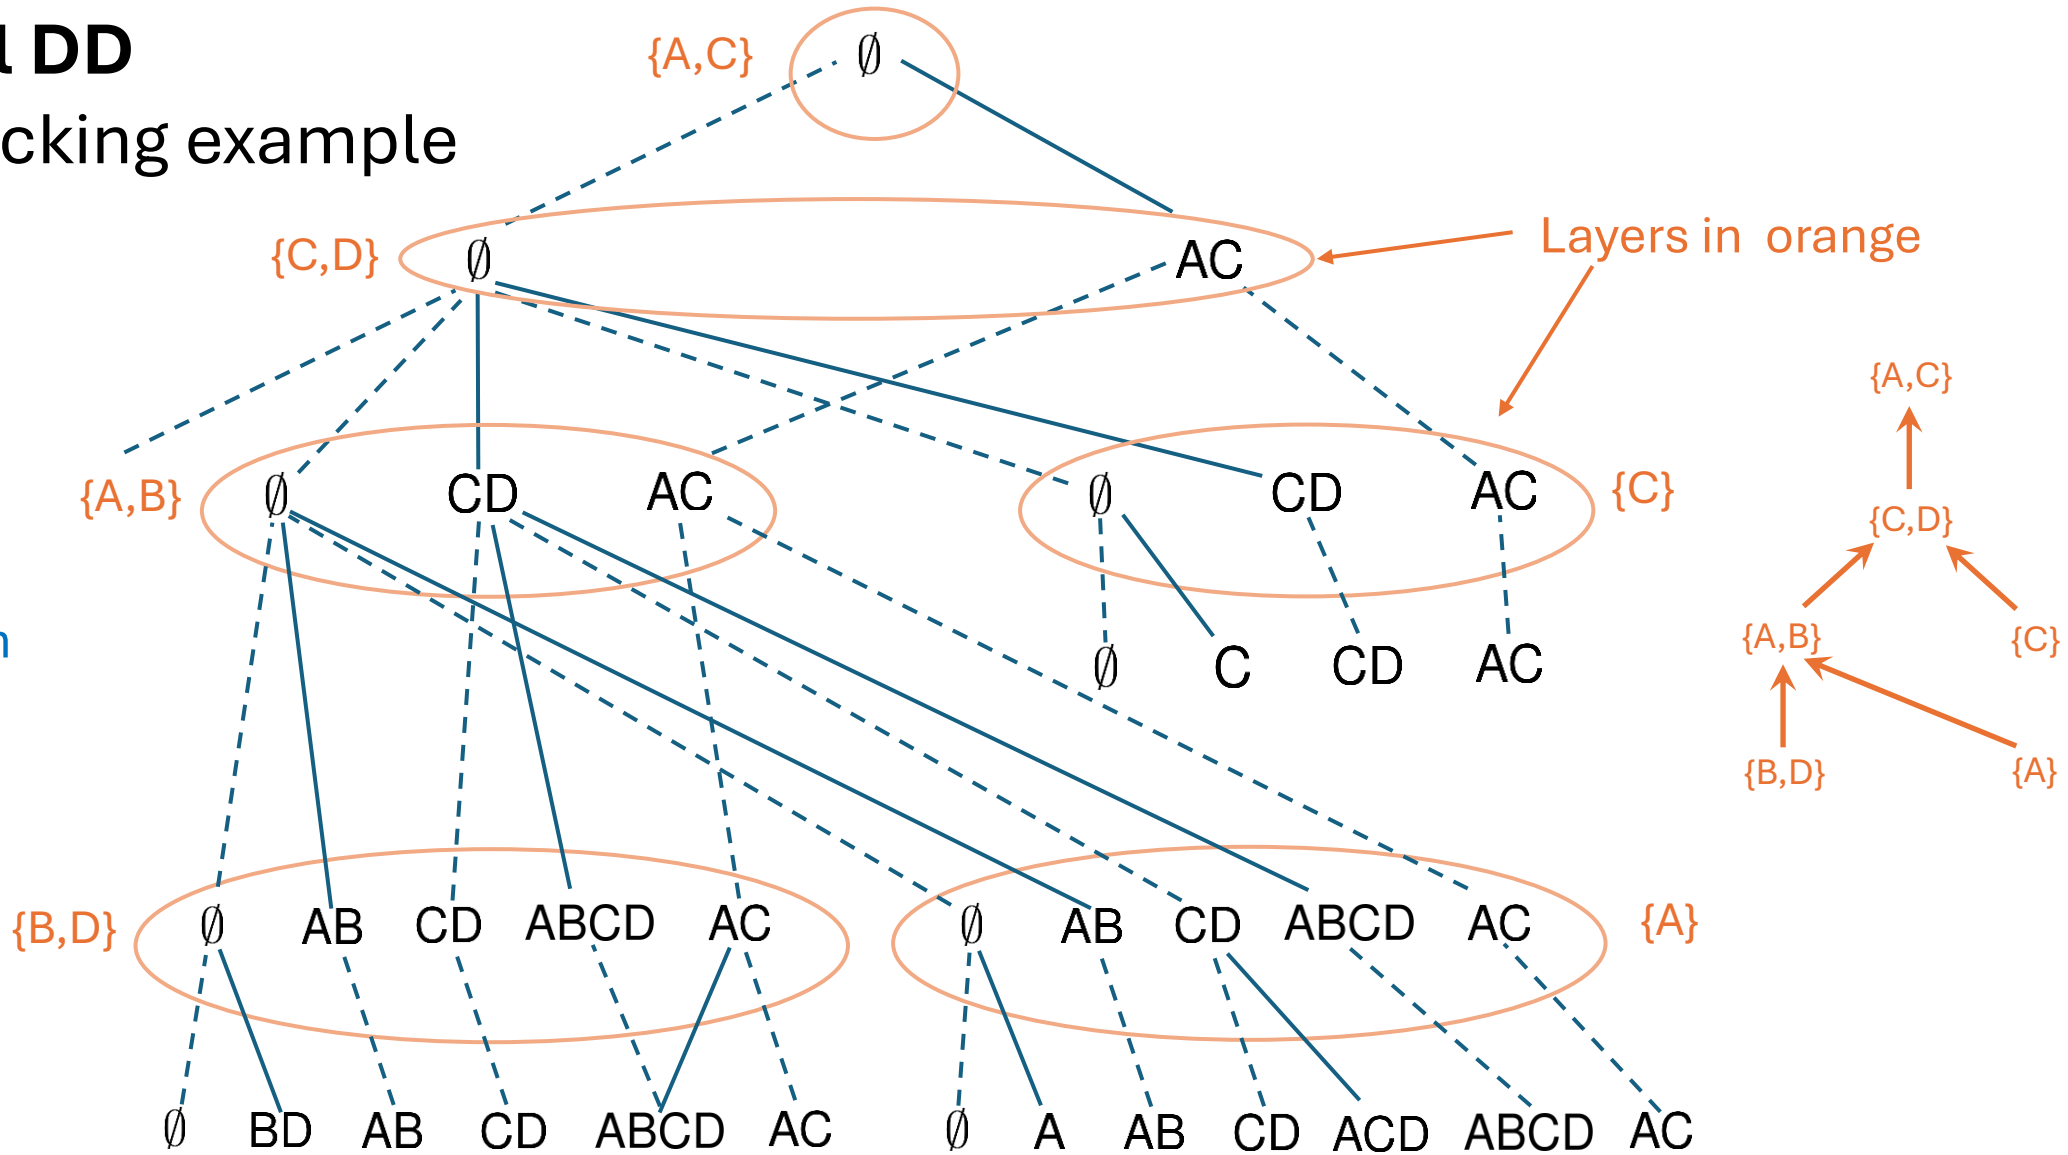 l DD
{A,C} ∅
cking example
Layers in orange
{C,D} ∅ AC
{A,C}
{A,B} ∅ CD AC ∅ CD AC {C}
{C,D}
n
{A,B} {C}
∅ C CD AC
{B,D} {A}
{B,D} ∅ AB CD ABCD AC ∅ AB CD ABCD AC {A}
∅ BD AB CD ABCD AC ∅ A AB CD ACD ABCD AC